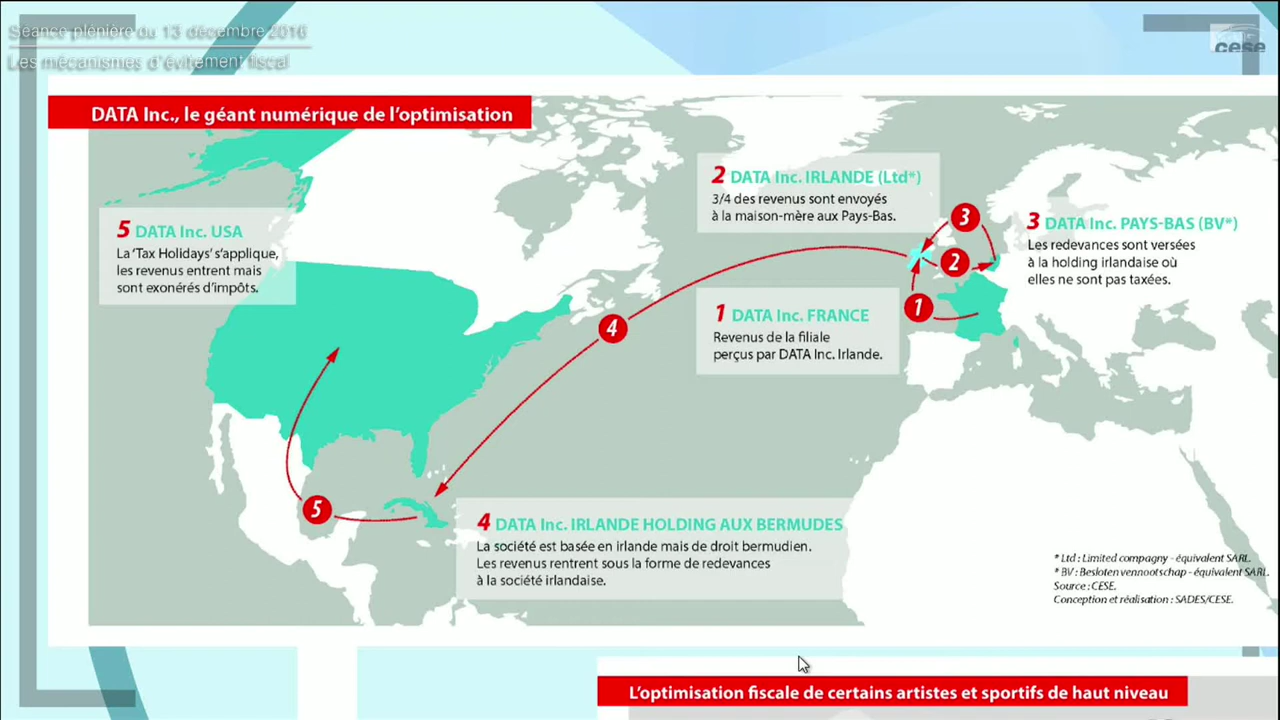 Séance plénière du 13 décembre 2016
Les mécanismes d'évitement fiscal
cese
DATA Inc., le géant numérique de l'optimisation
2 DATA Inc. IRLANDE (Ltd*)
3/4 des revenus sont envoyés
à la maison-mère aux Pays-Bas.
5 DATA Inc. USA
La 'Tax Holidays' s'applique,
les revenus entrent mais
sont exonérés d'impôts.
3
3 DATA Inc. PAYS-BAS (BV*)
Les redevances sont versées
à la holding irlandaise où
elles ne sont pas taxées.
2
1
1 DATA Inc. FRANCE
Revenus de la filiale
perçus par DATA Inc. Irlande.
4
5
4 DATA Inc. IRLANDE HOLDING AUX BERMUDES
La société est basée en irlande mais de droit bermudien.
Les revenus rentrent sous la forme de redevances
à la société irlandaise.
* Ltd : Limited compagny - équivalent SARL.
* BV : Besloten vennootschap - équivalent SARL.
Source : CESE.
Conception et réalisation : SADES/CESE.
L'optimisation fiscale de certains artistes et sportifs de haut niveau